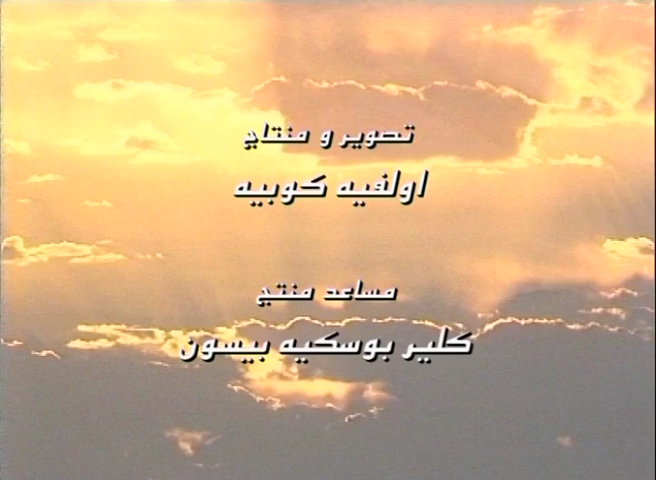 تصوير و منتاج
اولفيه كوبيه
مساعد منتج
كلير بوسكيه بيسون